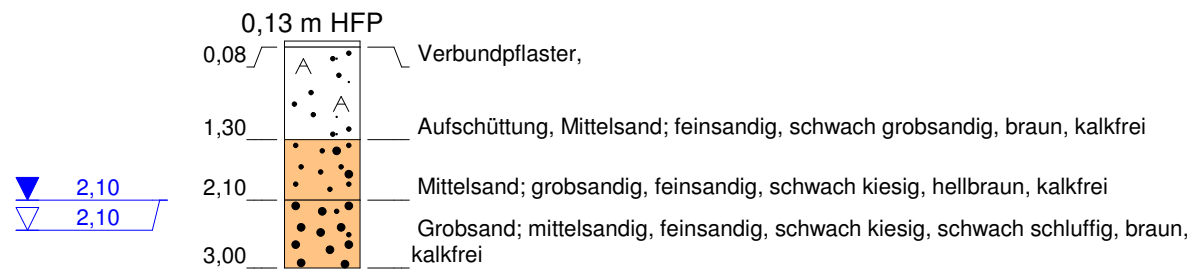 0,13 m HFP
0,08 Verbundpflaster,
A
A
1,30 Aufschüttung, Mittelsand; feinsandig, schwach grobsandig, braun, kalkfrei
2,10 2,10 Mittelsand; grobsandig, feinsandig, schwach kiesig, hellbraun, kalkfrei
2,10
Grobsand; mittelsandig, feinsandig, schwach kiesig, schwach schluffig, braun,
3,00 kalkfrei